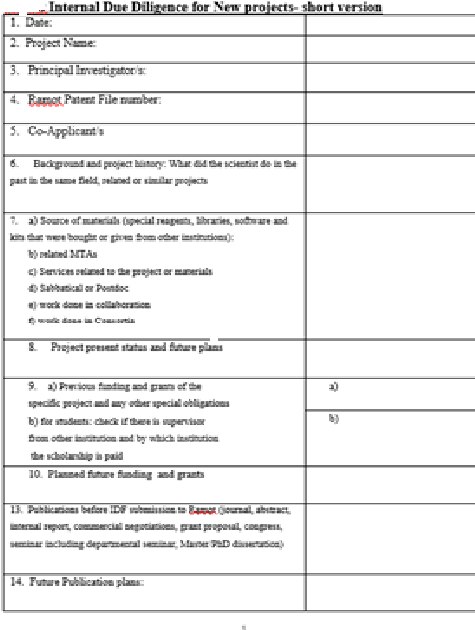 Internal Due Diligence for New projects- short version
1. Date:
2. Project Name:
3. Principal Investigator/s:
4. Ramot Patent File number:
5. Co-Applicant/s
6. Background and project history: What did the scientist do in the
past in the same field, related or similar projects
7. a) Source of materials (special reagents, libraries, software and
kits that were bought or given from other institutions):
b) related MTAs
c) Services related to the project or materials
d) Sabbatical or Postdoc
e) work done in collaboration
f) work done in Consortia
8. Project present status and future plans
9. a) Previous funding and grants of the
a)
specific project and any other special obligations
b) for students: check if there is supervisor
b)
from other institution and by which institution
the scholarship is paid
10. Planned future funding and grants
13. Publications before IDF submission to Ramot (journal, abstract,
internal report, commercial negotiations, grant proposal, congress,
seminar including departmental seminar, Master/PhD dissertation)
14. Future Publication plans: